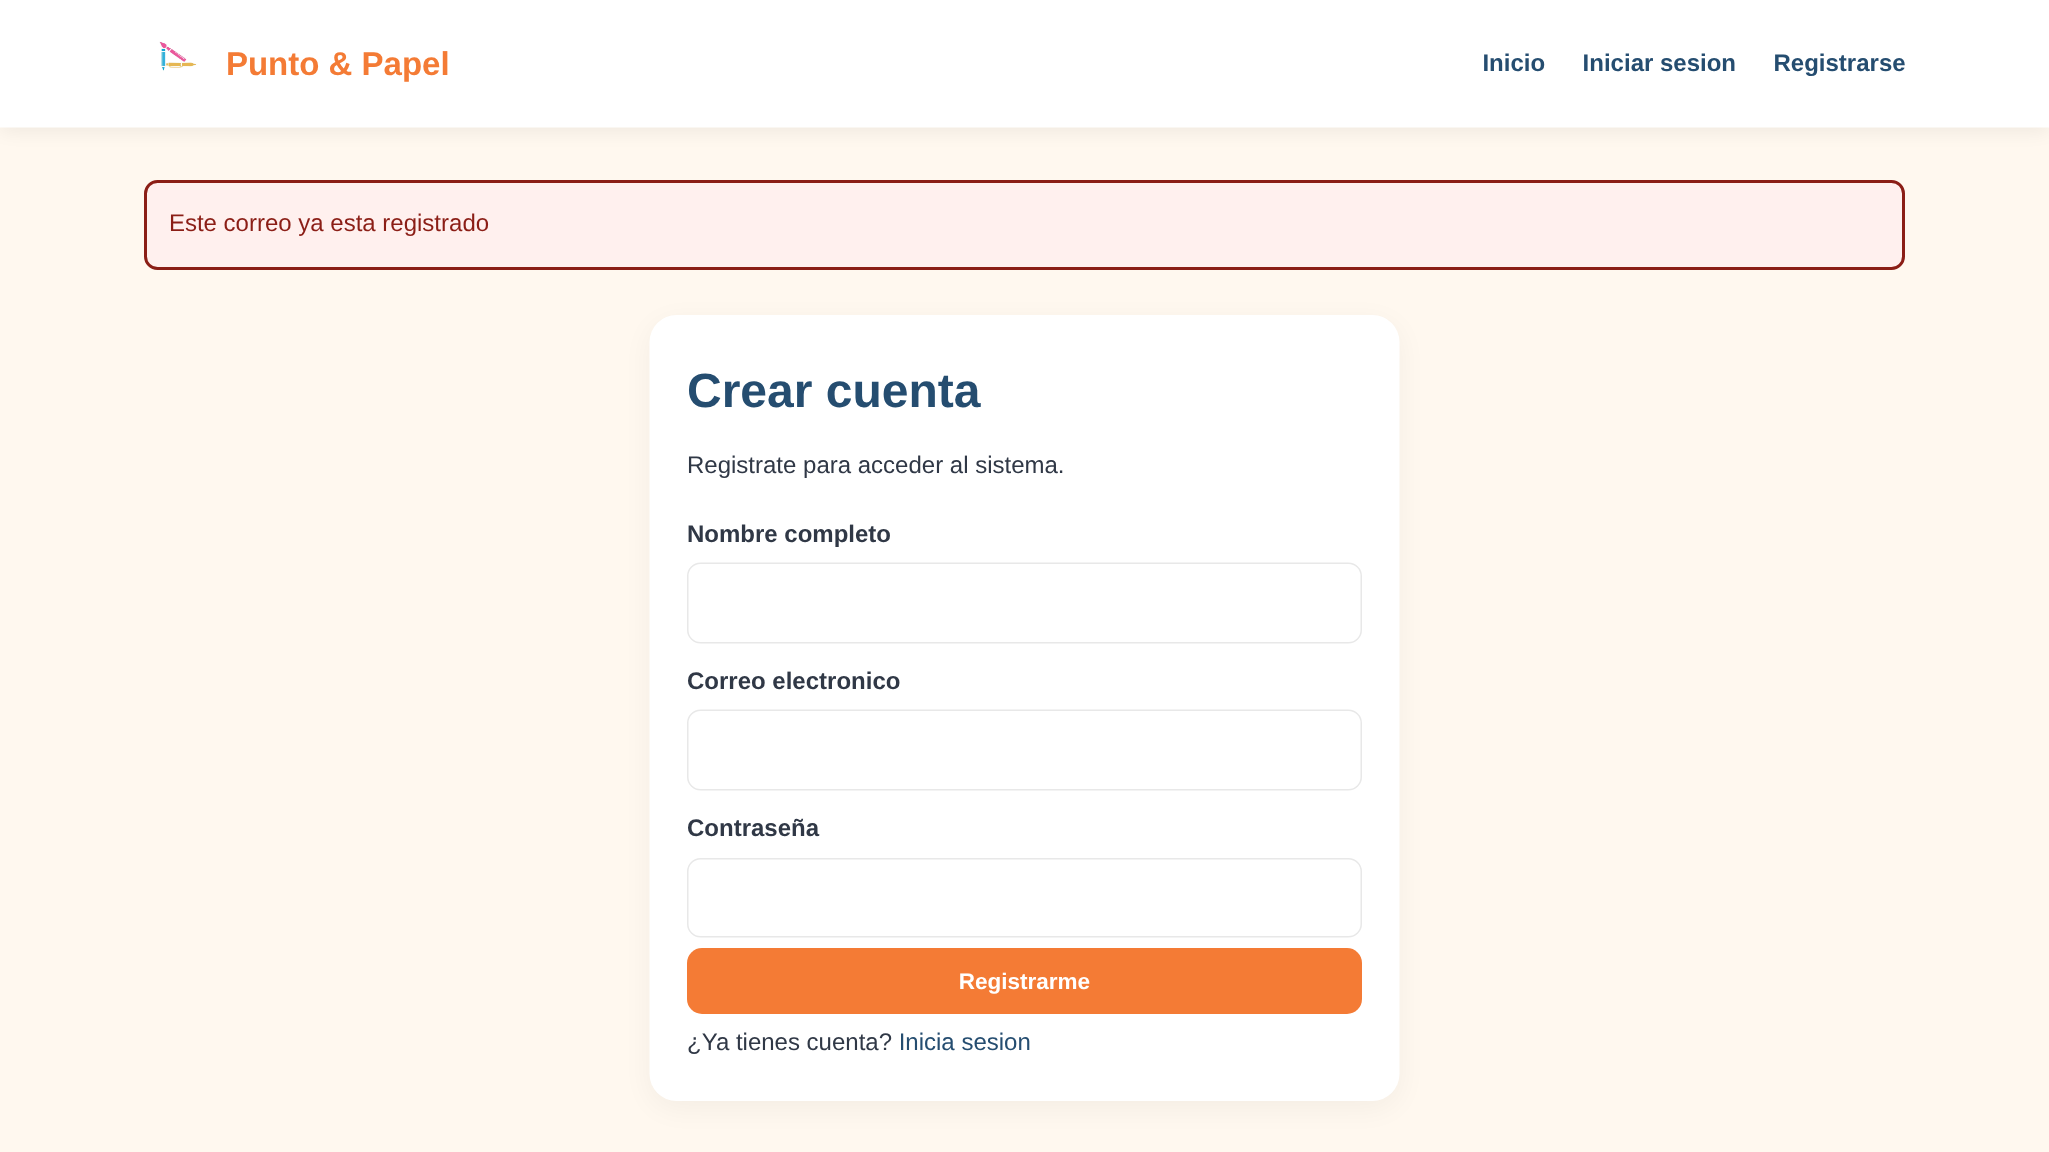 Punto & Papel
Inicio
Iniciar sesion
Registrarse
Este correo ya esta registrado
Crear cuenta
Registrate para acceder al sistema.
Nombre completo
Correo electronico
Contraseña
Registrarme
¿Ya tienes cuenta? Inicia sesion